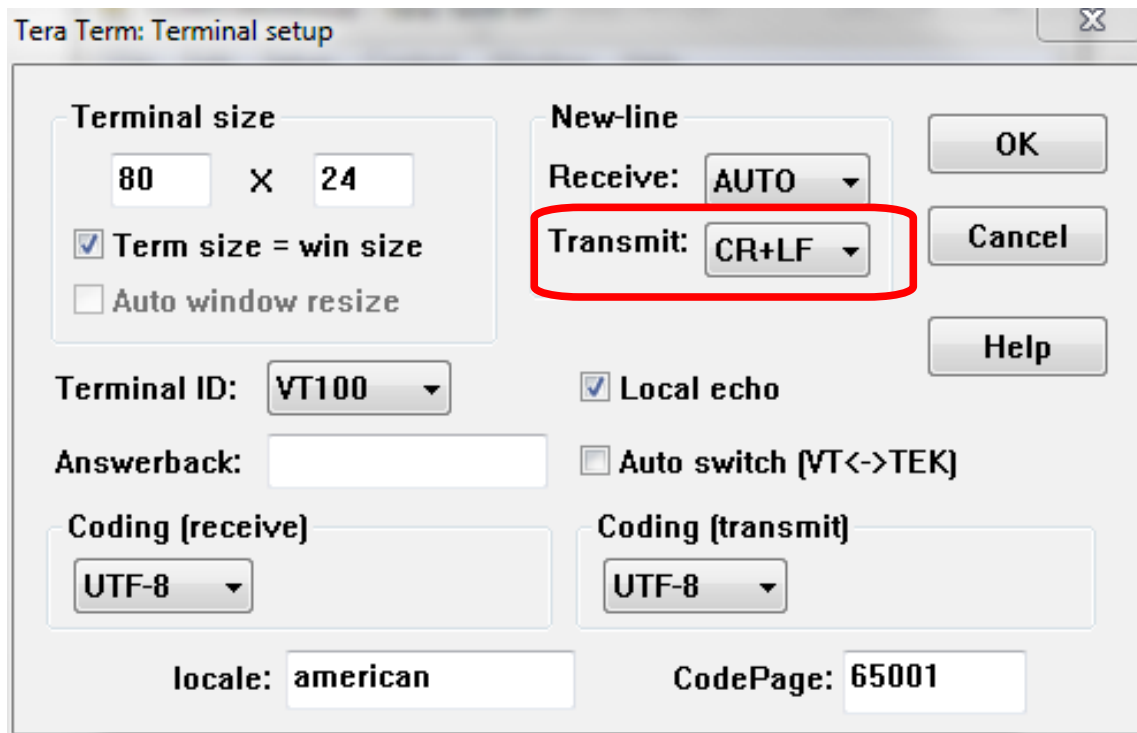 Tera Term: Terminal setup
Terminal size
80 X 24
Term size = win size
Auto window resize
New-line
Receive: AUTO
Transmit: CR+LF
OK
Cancel
Help
Terminal ID: VT100
Local echo
Answerback:
Auto switch (VT<->TEK)
Coding (receive)
UTF-8
Coding (transmit)
UTF-8
locale: american
CodePage: 65001